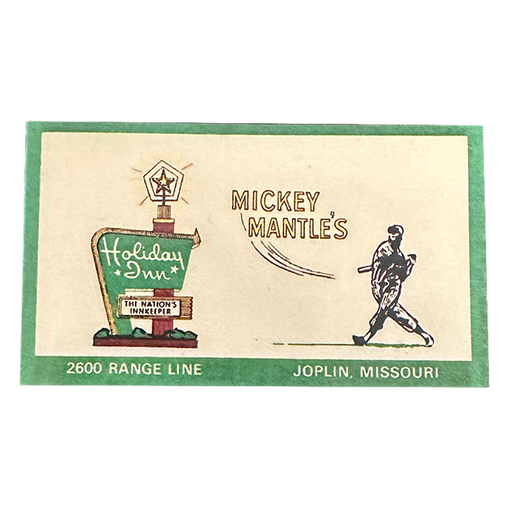 MICKEY
MANTLE'S
Holiday
Inn
THE NATION'S
INNKEEPER
2600 RANGE LINE
JOPLIN, MISSOURI